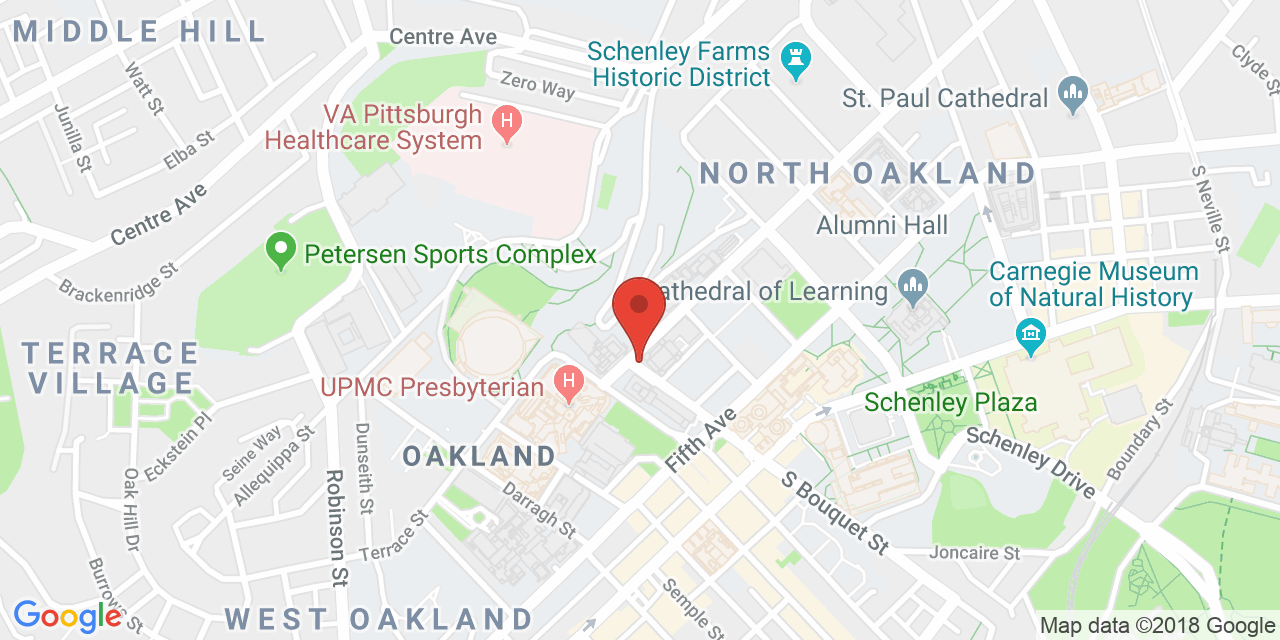 MIDDLE HILL
Centre Ave
Schenley Farms
Historic District
Clyde St
Zero Way
Watt St
Junilla St
St. Paul Cathedral
VA Pittsburgh
Healthcare System
H
Elba St
NORTH OAKLAND
S Neville St
Centre Ave
Alumni Hall
Petersen Sports Complex
Brackenridge St
Carnegie Museum
of Natural History
athedral of Learning
TERRACE
VILLAGE
UPMC Presbyterian
H
Schenley Plaza
Fifth Ave
Eckstein Pl
Seine Way
Allequippa St
Dunseith St
OAKLAND
Schenley Drive
Boundary St
Oak Hill Dr
Robinson St
Darragh St
S Bouquet St
Terrace St
Joncaire St
Burrows St
Semple St
WEST OAKLAND
Google
Map data ©2018 Google